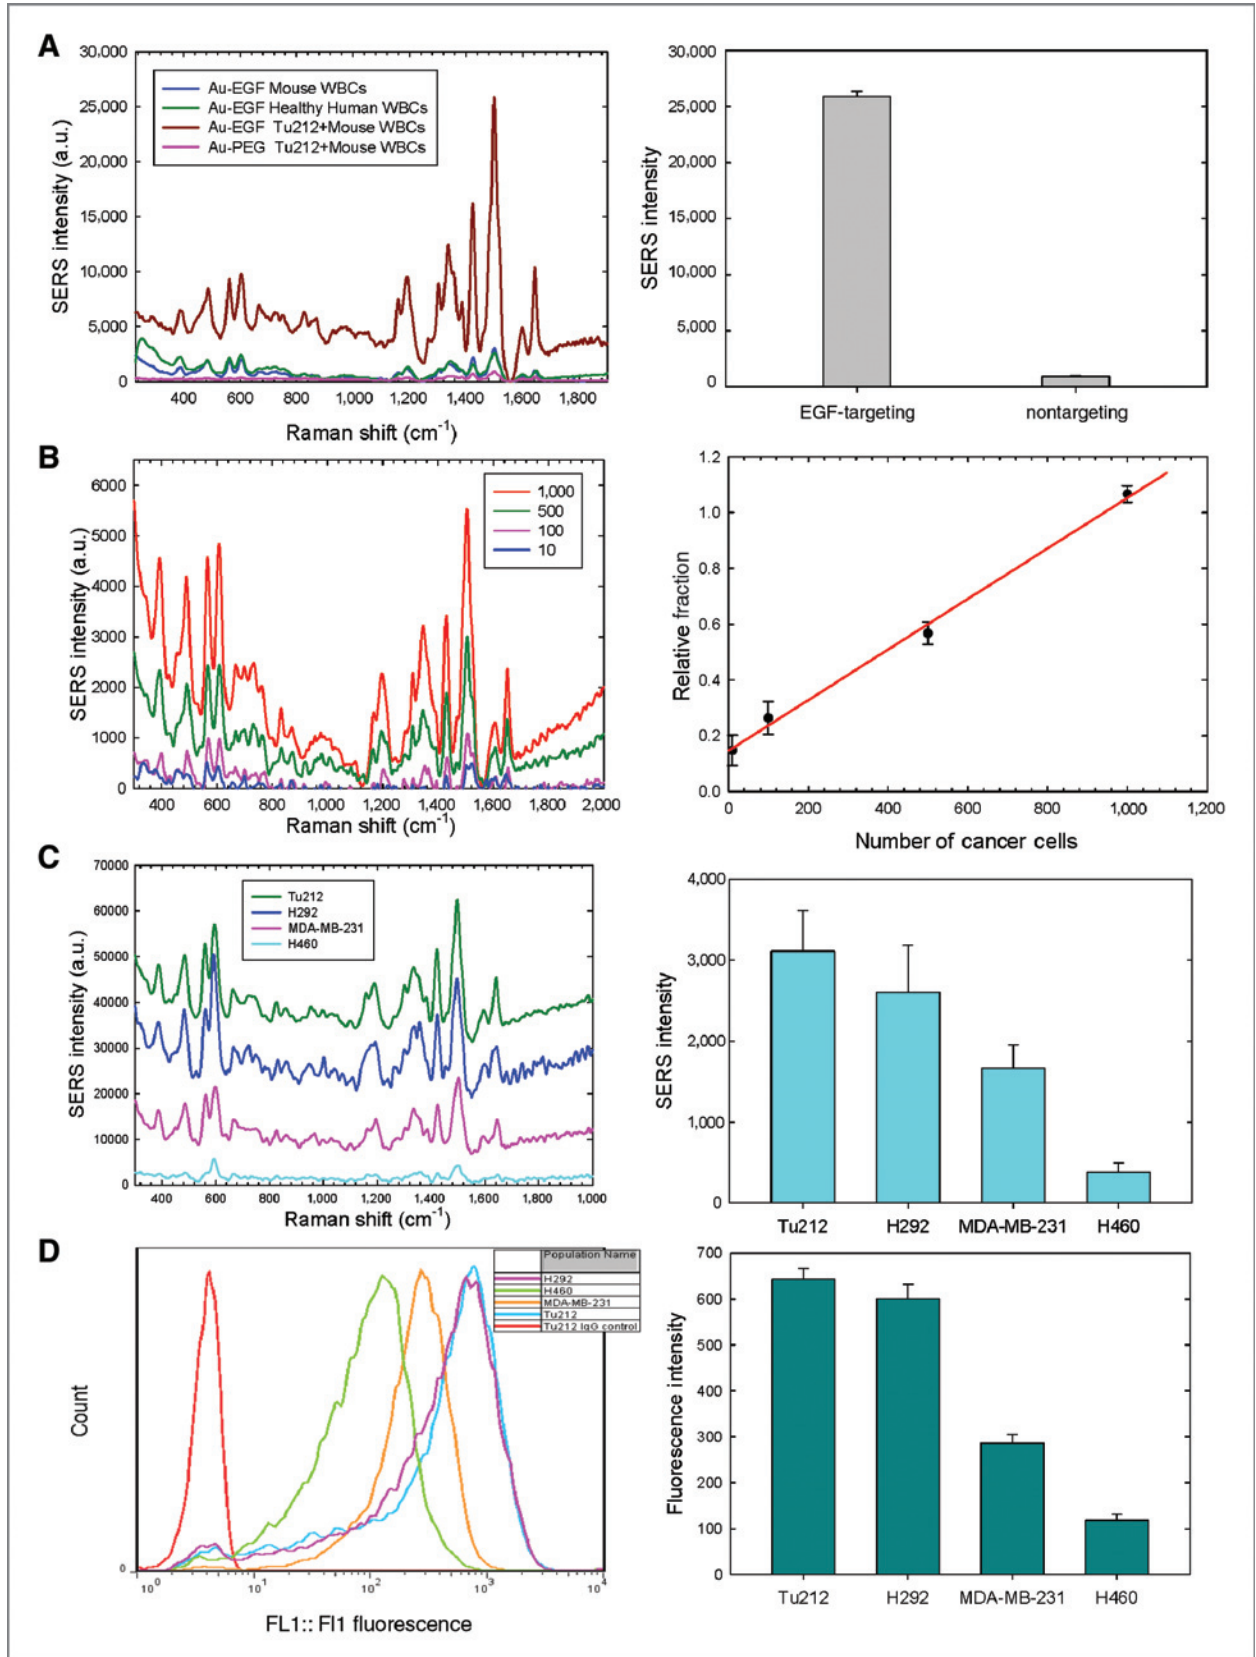 A
30,000
25,000
20,000
15,000
10,000
5,000
0
SERS intensity (a.u.)
Au-EGF Mouse WBCs
Au-EGF Healthy Human WBCs
Au-EGF Tu212+Mouse WBCs
Au-PEG Tu212+Mouse WBCs
400 600 800 1,000 1,200 1,400 1,600 1,800
Raman shift (cm-1)
30,000
25,000
20,000
15,000
10,000
5,000
0
SERS intensity
EGF-targeting nontargeting
B
6000
5000
4000
3000
2000
1000
0
SERS intensity (a.u.)
1,000
500
100
10
400 600 800 1,000 1,200 1,400 1,600 1,800 2,000
Raman shift (cm-1)
1.2
1.0
0.8
0.6
0.4
0.2
0.0
Relative fraction
0 200 400 600 800 1,000 1,200
Number of cancer cells
C
70000
60000
50000
40000
30000
20000
10000
0
SERS intensity (a.u.)
Tu212
H292
MDA-MB-231
H460
400 600 800 1,000 1,200 1,400 1,600 1,800 1,000
Raman shift (cm-1)
4,000
3,000
2,000
1,000
0
SERS intensity
Tu212 H292 MDA-MB-231 H460
D
Population Name
H292
H460
MDA-MB-231
Tu212
Tu212 IgG control
Count
0
100 101 102 103 104
FL1:: Fl1 fluorescence
700
600
500
400
300
200
100
0
Fluorescence intensity
Tu212 H292 MDA-MB-231 H460